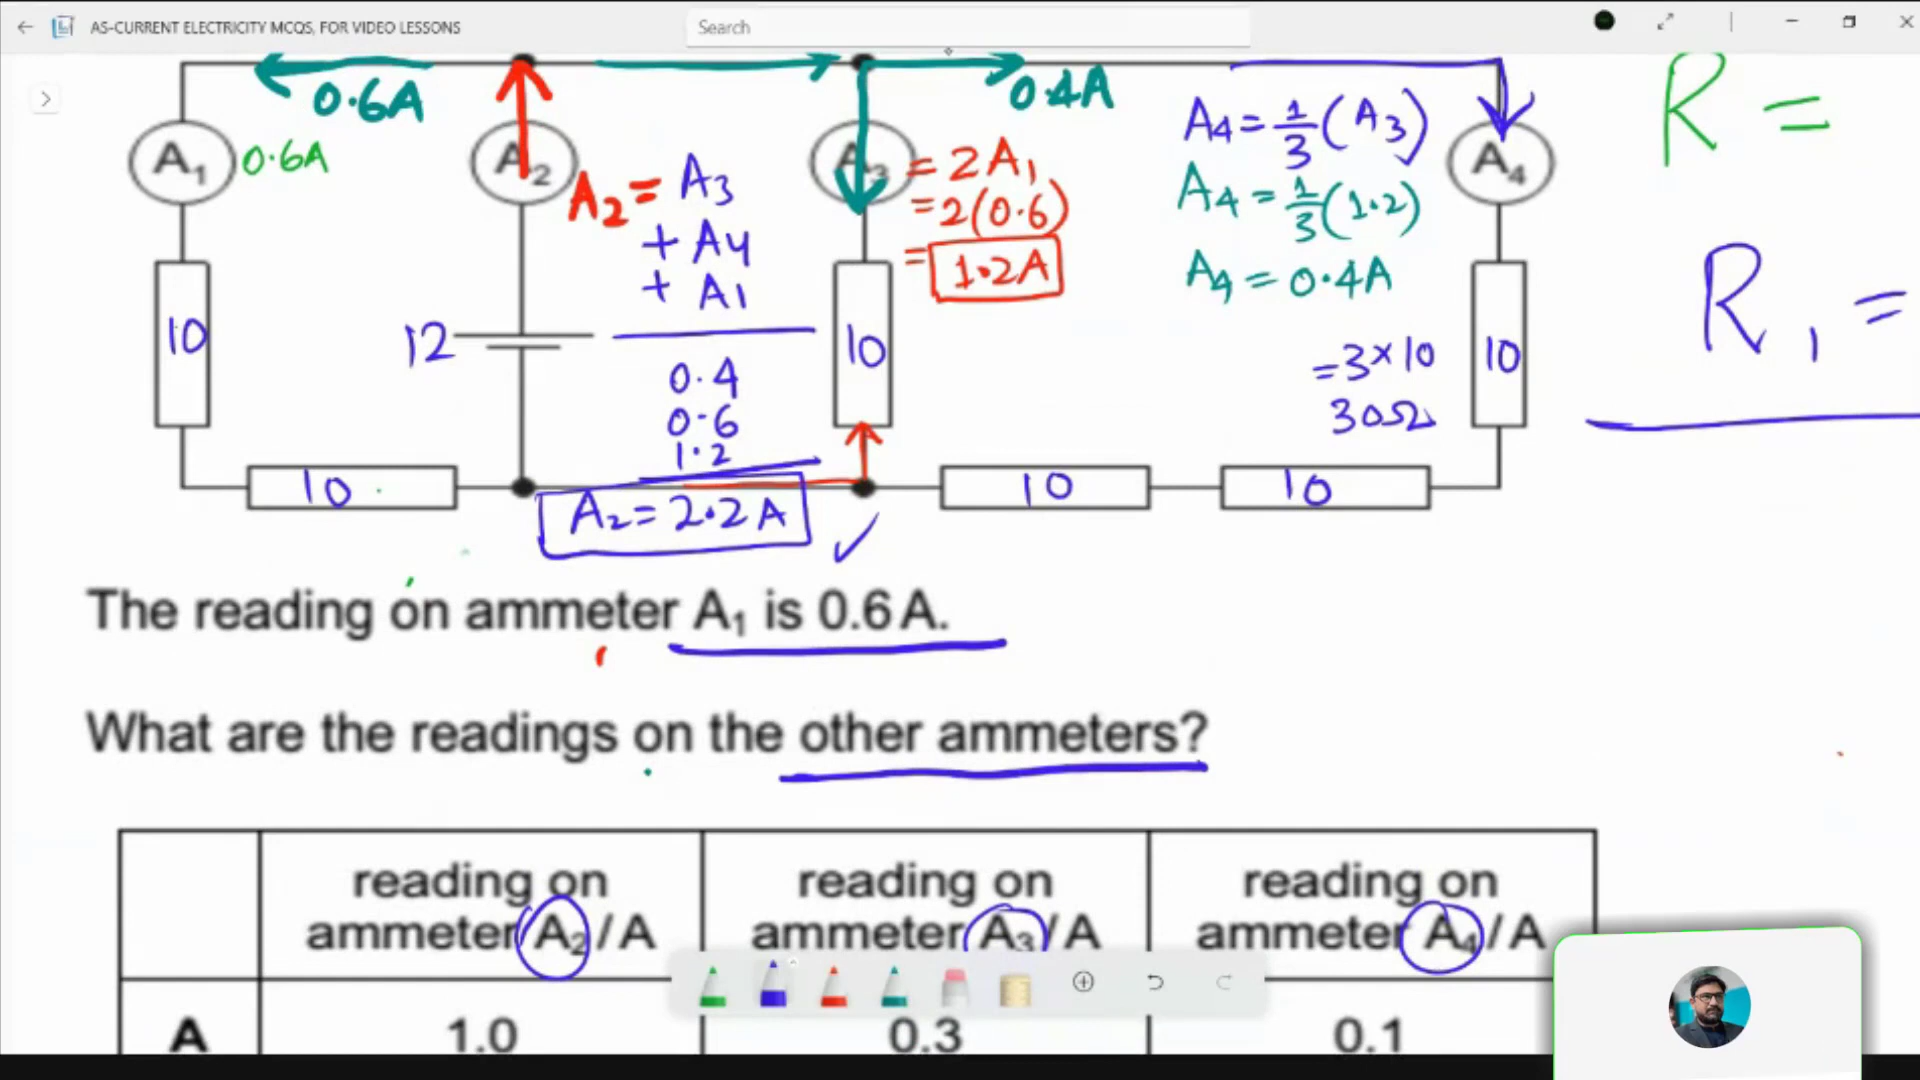 AS-CURRENT ELECTRICITY MCQS, FOR VIDEO LESSONS
Search
0.6A
0.4A
A1
0.6A
A2
A2 = A3
+ A4
+ A1
0.4
0.6
1.2
A2 = 2.2A
A3
= 2A1
= 2(0.6)
= 1.2A
A4 = 1/3 (A3)
A4 = 1/3 (1.2)
A4 = 0.4A
A4
R =
R1 =
10
12
10
= 3×10
30Ω
10
10
10
10
The reading on ammeter A1 is 0.6 A.
What are the readings on the other ammeters?
reading on ammeter A2 / A
reading on ammeter A3 / A
reading on ammeter A4 / A
A 1.0 0.3 0.1